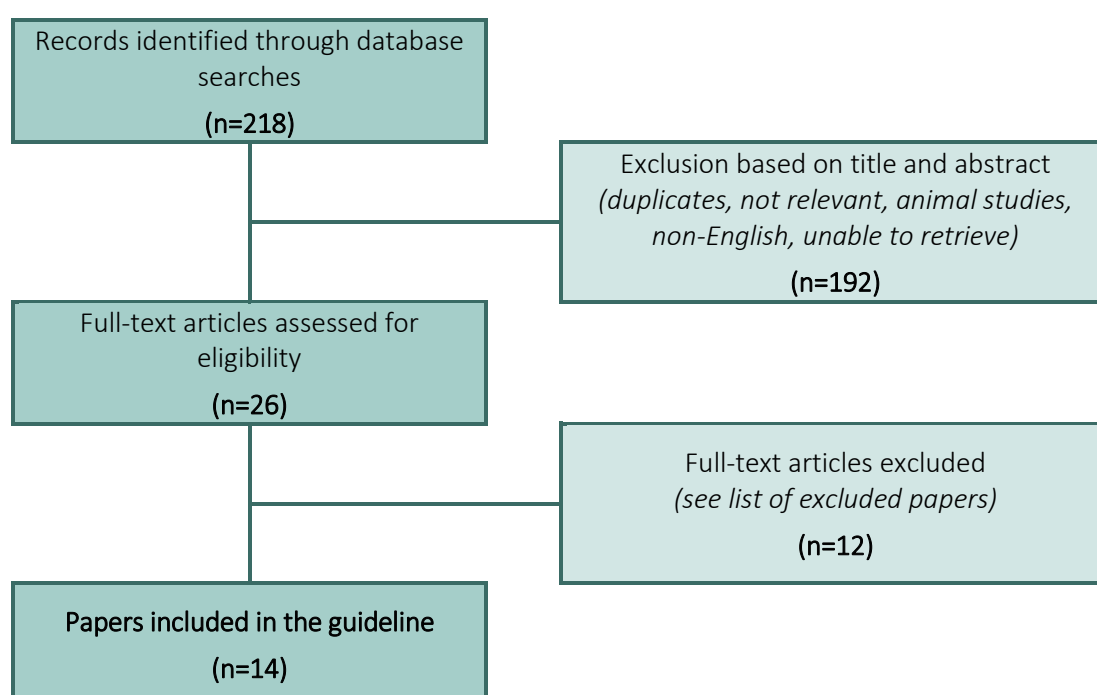 Records identified through database
searches
(n=218)
Exclusion based on title and abstract
(duplicates, not relevant, animal studies,
non-English, unable to retrieve)
(n=192)
Full-text articles assessed for
eligibility
(n=26)
Full-text articles excluded
(see list of excluded papers)
(n=12)
Papers included in the guideline
(n=14)